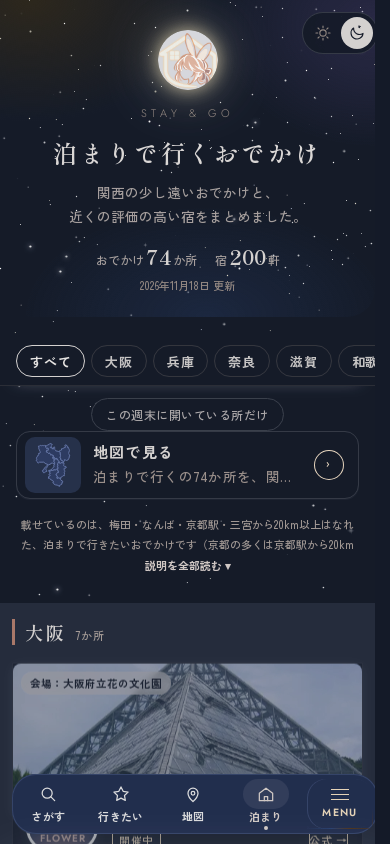 STAY & GO
泊まりで行くおでかけ
関西の少し遠いおでかけと、
近くの評価の高い宿をまとめました。
おでかけ74か所 宿200軒
2026年11月18日 更新
すべて 大阪 兵庫 奈良 滋賀 和歌
この週末に開いている所だけ
地図で見る
泊まりで行くの74か所を、関…
載せているのは、梅田・なんば・京都駅・三宮から20km以上はなれ
た、泊まりで行きたいおでかけです（京都の多くは京都駅から20km
説明を全部読む ▾
大阪 7か所
会場：大阪府立花の文化園
さがす 行きたい 地図 泊まり MENU
FLOWER 開催中 公式 →